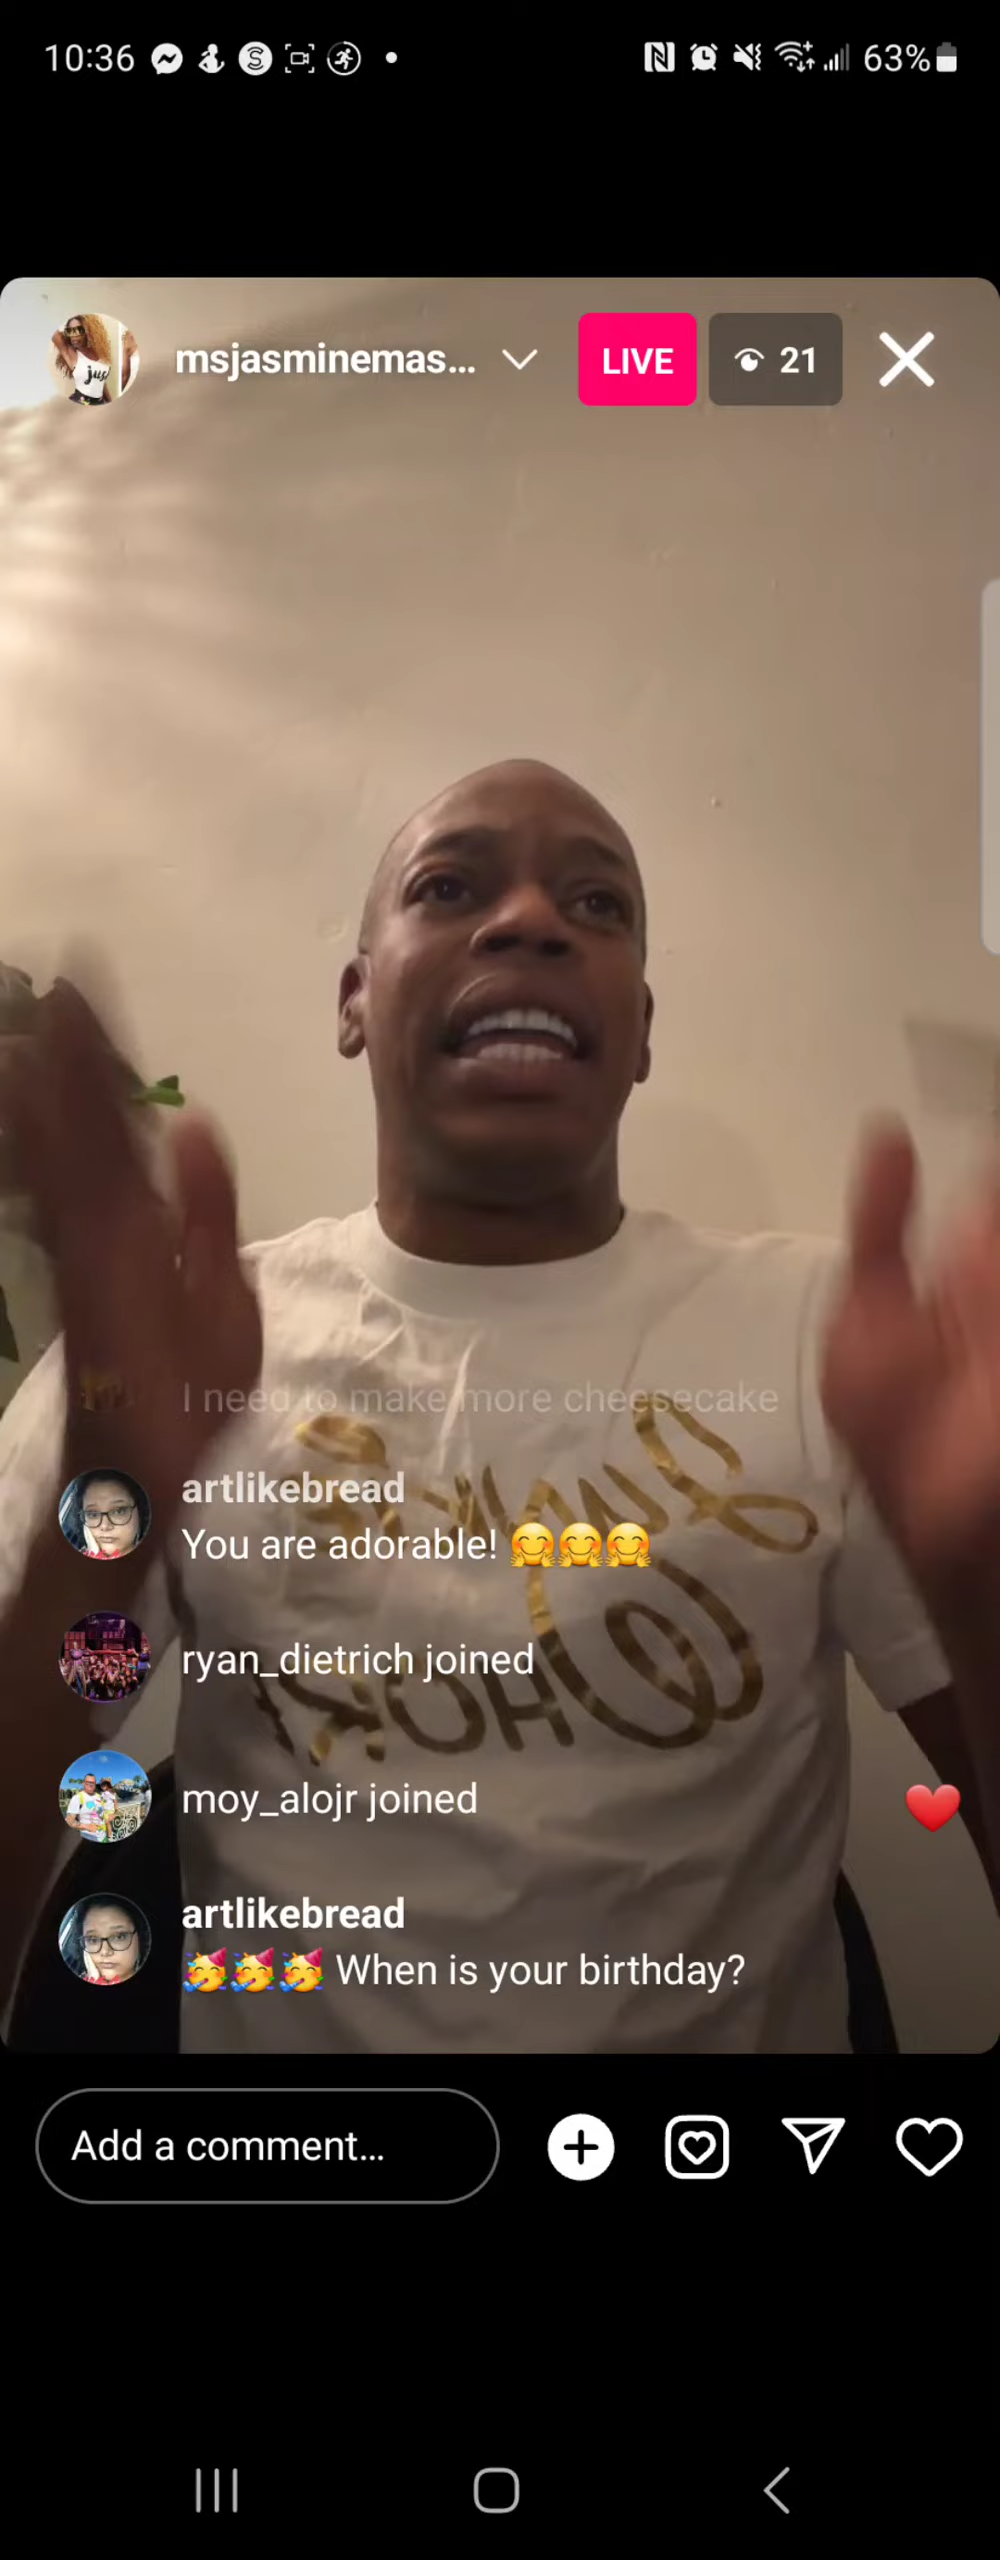 10:36
63%
just
msjasminemas...
LIVE
21
I need to make more cheesecake
artlikebread
You are adorable! 🤗🤗🤗
ryan_dietrich joined
moy_alojr joined
artlikebread
🥳🥳🥳 When is your birthday?
Add a comment...